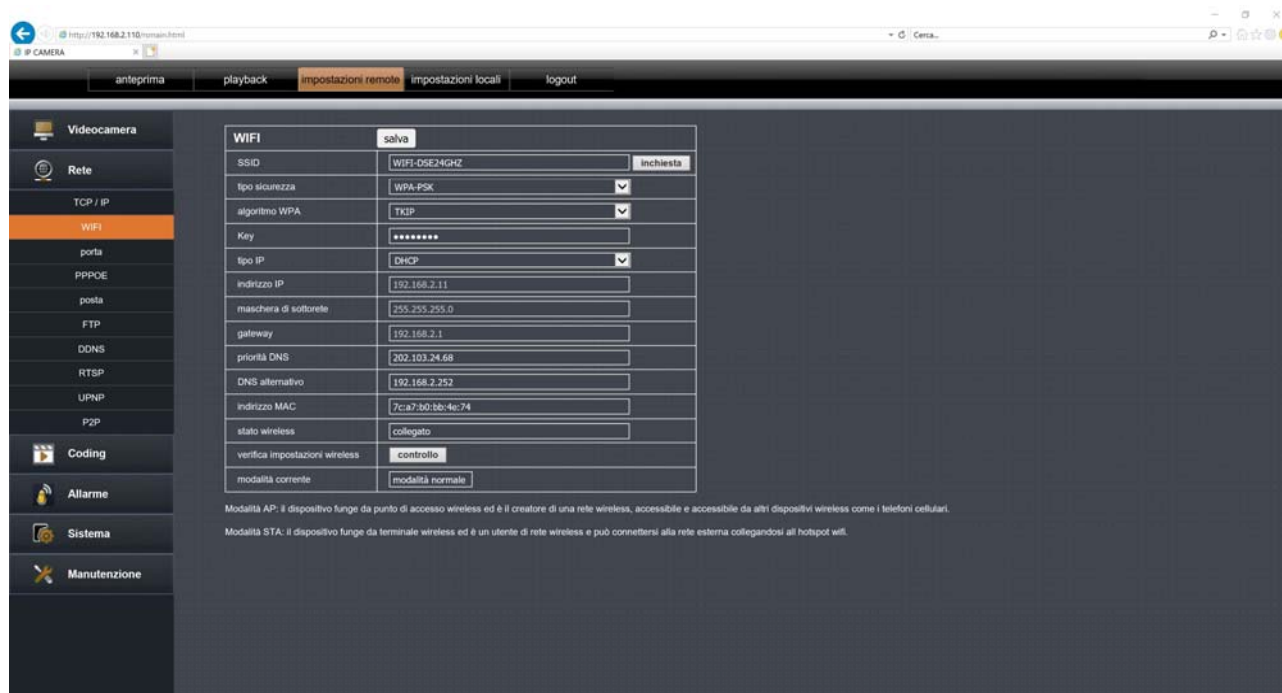 http://192.168.2.110/romain.html
Cerca...
IP CAMERA
anteprima playback impostazioni remote impostazioni locali logout
Videocamera
Rete
TCP / IP
WIFI
porta
PPPOE
posta
FTP
DDNS
RTSP
UPNP
P2P
Coding
Allarme
Sistema
Manutenzione
WIFI salva
SSID WIFI-DSE24GHZ inchiesta
tipo sicurezza WPA-PSK
algoritmo WPA TKIP
Key ••••••••
tipo IP DHCP
indirizzo IP 192.168.2.11
maschera di sottorete 255.255.255.0
gateway 192.168.2.1
priorità DNS 202.103.24.68
DNS alternativo 192.168.2.252
indirizzo MAC 7c:a7:b0:bb:4e:74
stato wireless collegato
verifica impostazioni wireless controllo
modalità corrente modalità normale
Modalità AP: il dispositivo funge da punto di accesso wireless ed è il creatore di una rete wireless, accessibile e accessibile da altri dispositivi wireless come i telefoni cellulari.
Modalità STA: il dispositivo funge da terminale wireless ed è un utente di rete wireless e può connettersi alla rete esterna collegandosi all hotspot wifi.